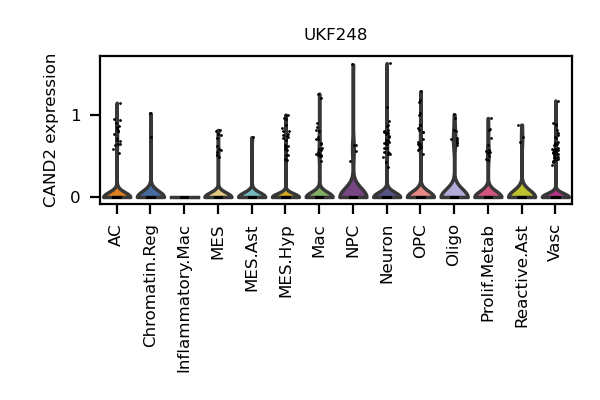 UKF248
CAND2 expression
1
0
AC
Chromatin.Reg
Inflammatory.Mac
MES
MES.Ast
MES.Hyp
Mac
NPC
Neuron
OPC
Oligo
Prolif.Metab
Reactive.Ast
Vasc